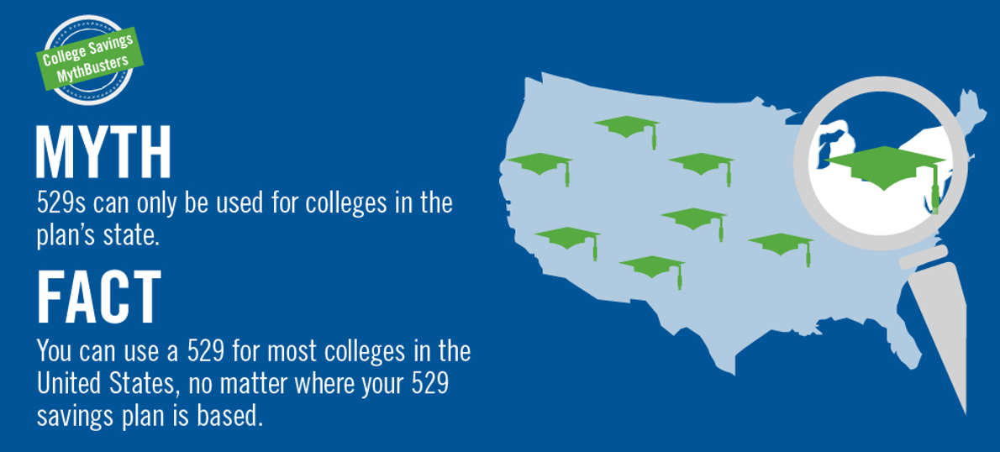 College Savings
MythBusters
MYTH
529s can only be used for colleges in the
plan's state.
FACT
You can use a 529 for most colleges in the
United States, no matter where your 529
savings plan is based.